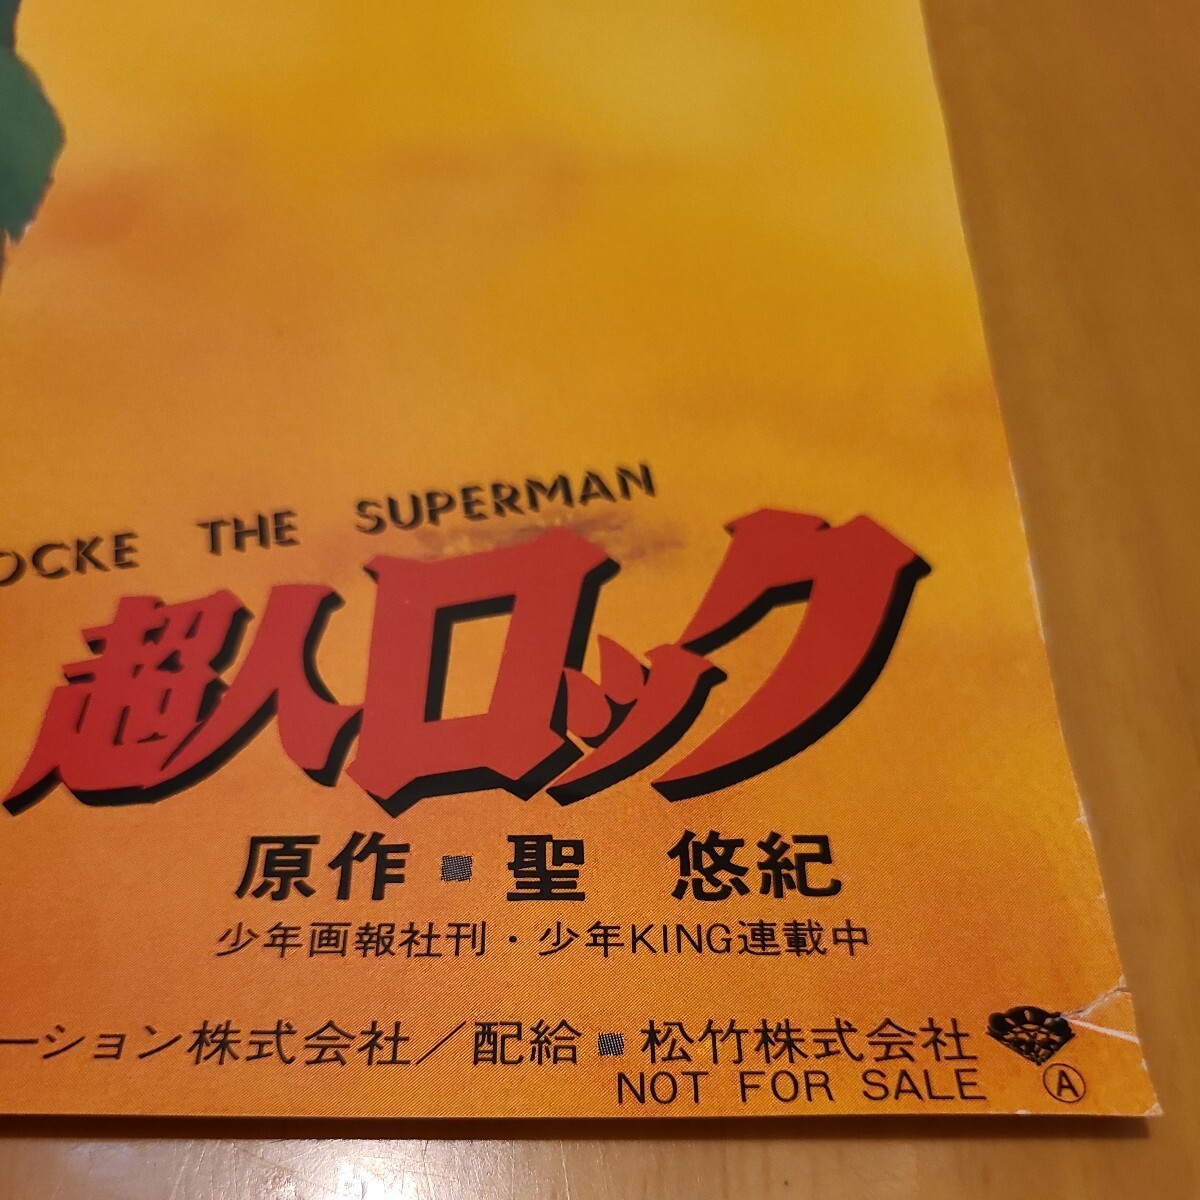 OCKE THE SUPERMAN
超人ロック
原作■聖 悠紀
少年画報社刊・少年KING連載中
ーション株式会社／配給■松竹株式会社
NOT FOR SALE Ⓐ